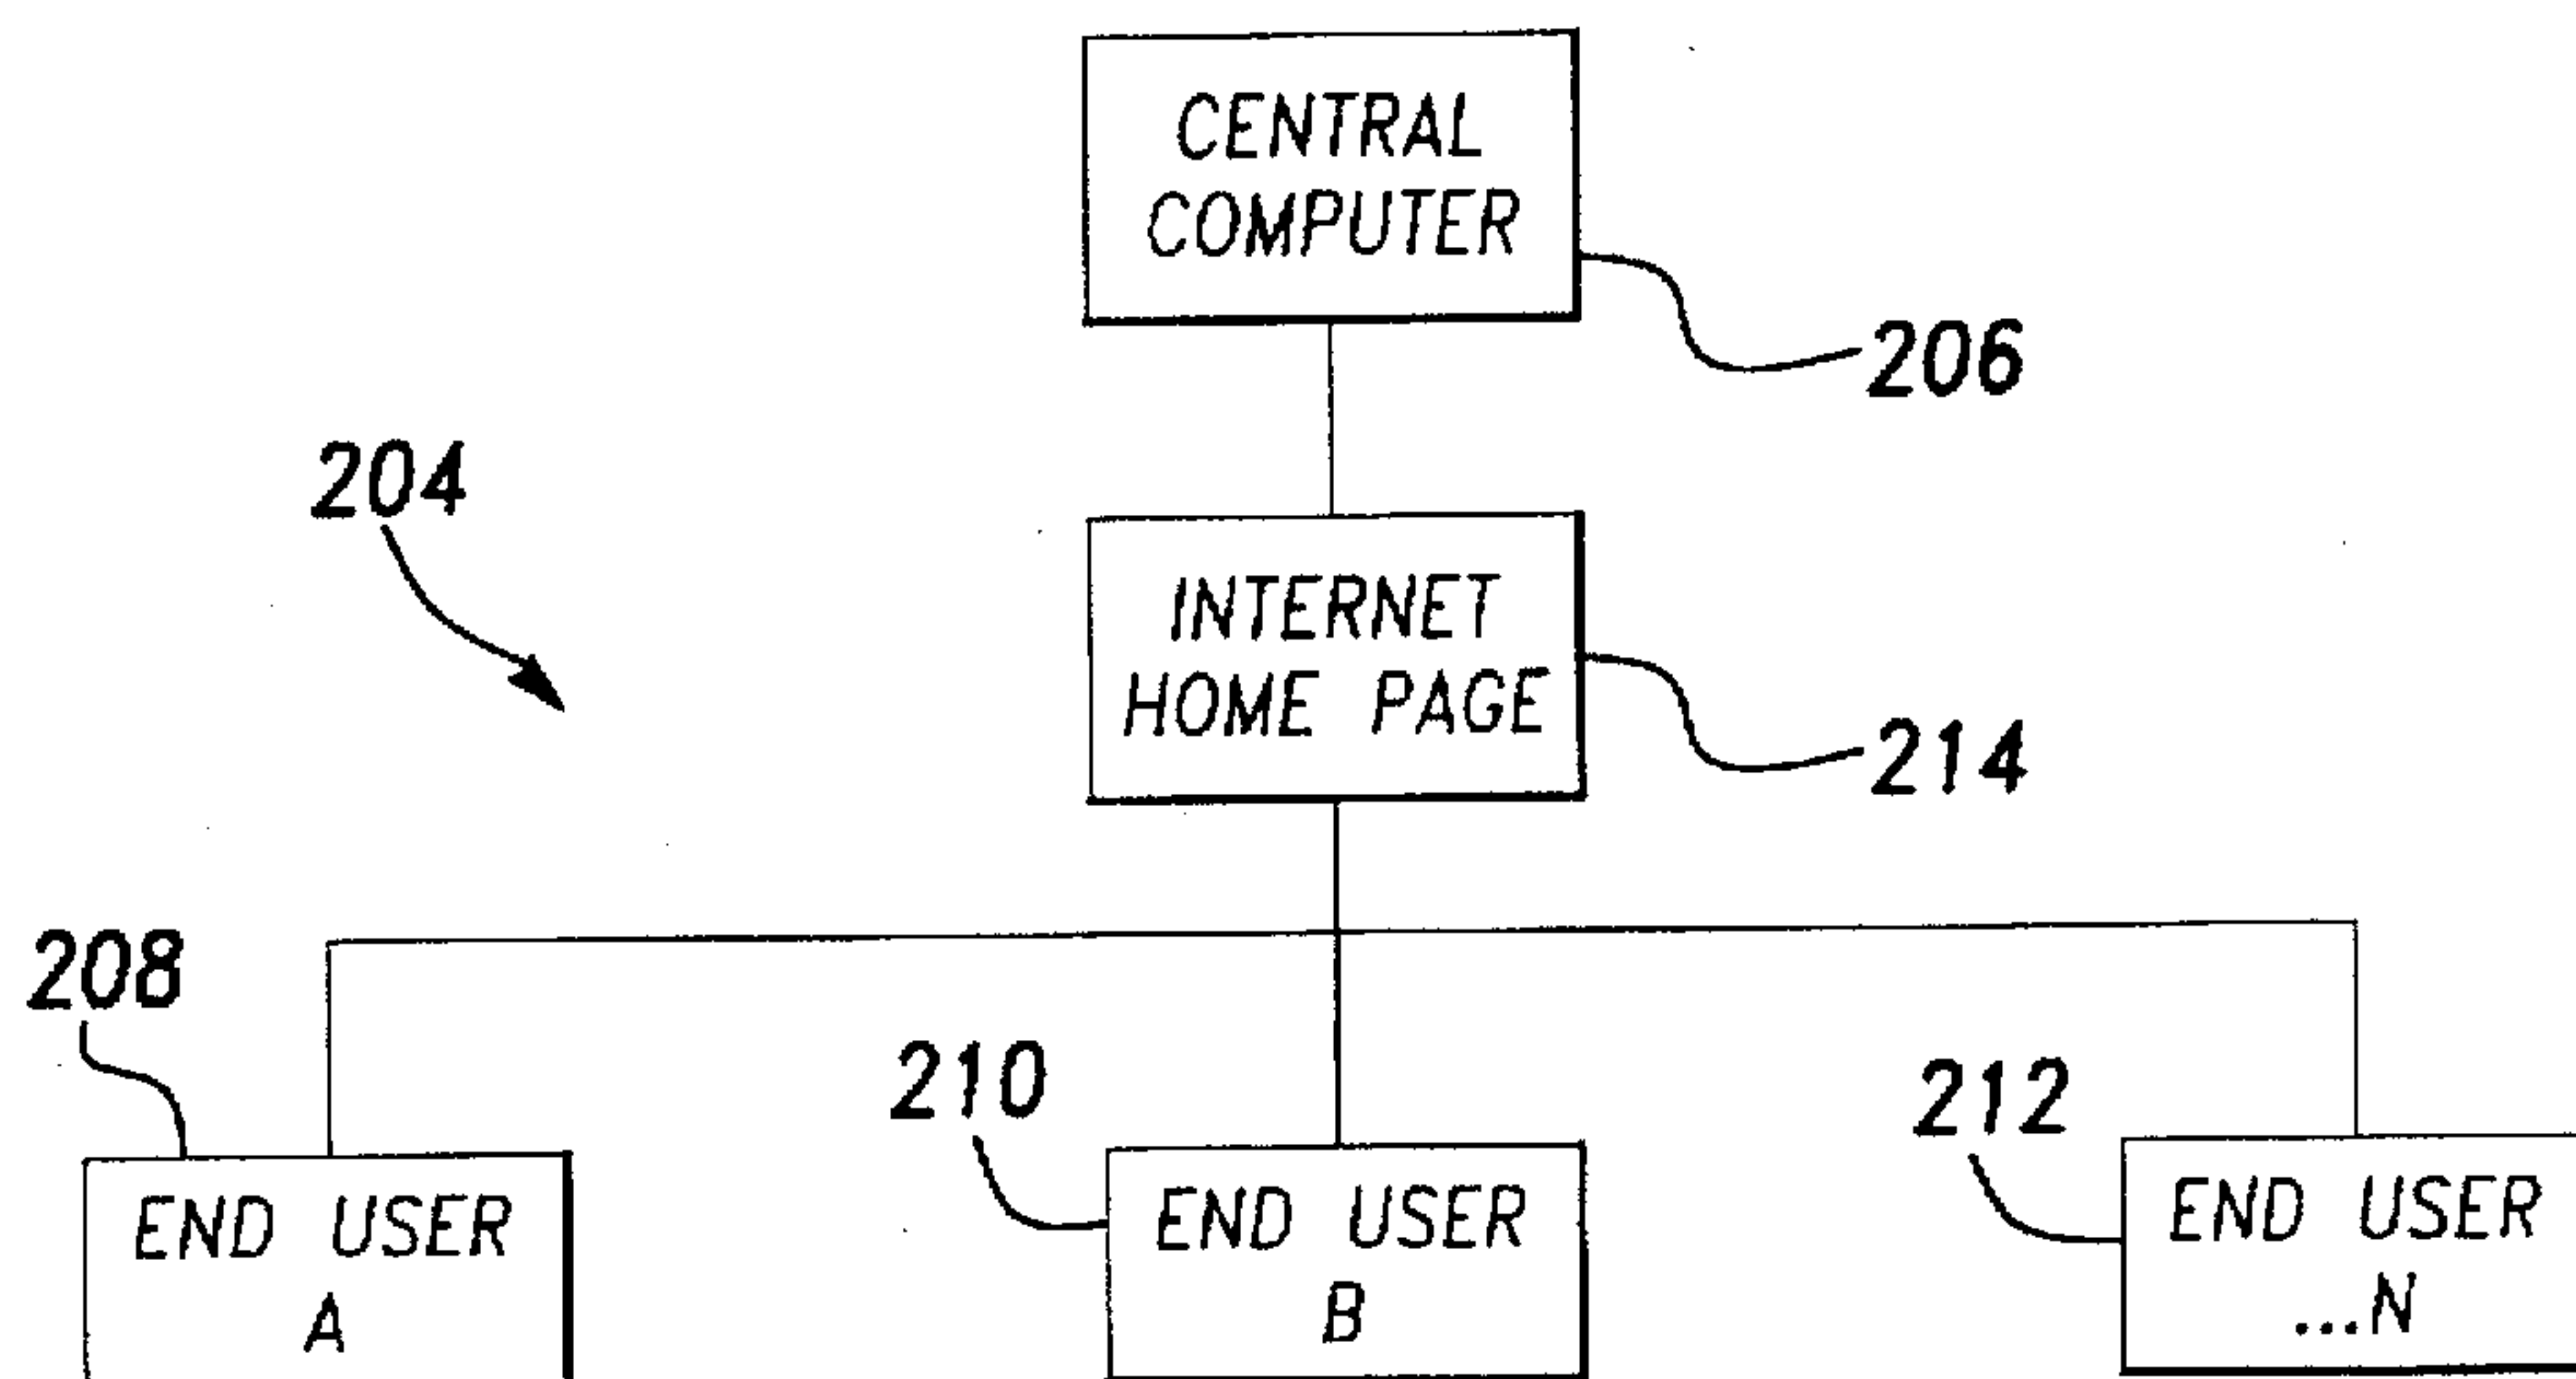 CENTRAL
COMPUTER
206
204
INTERNET
HOME PAGE
214
208
210
212
END USER
A
END USER
B
END USER
...N